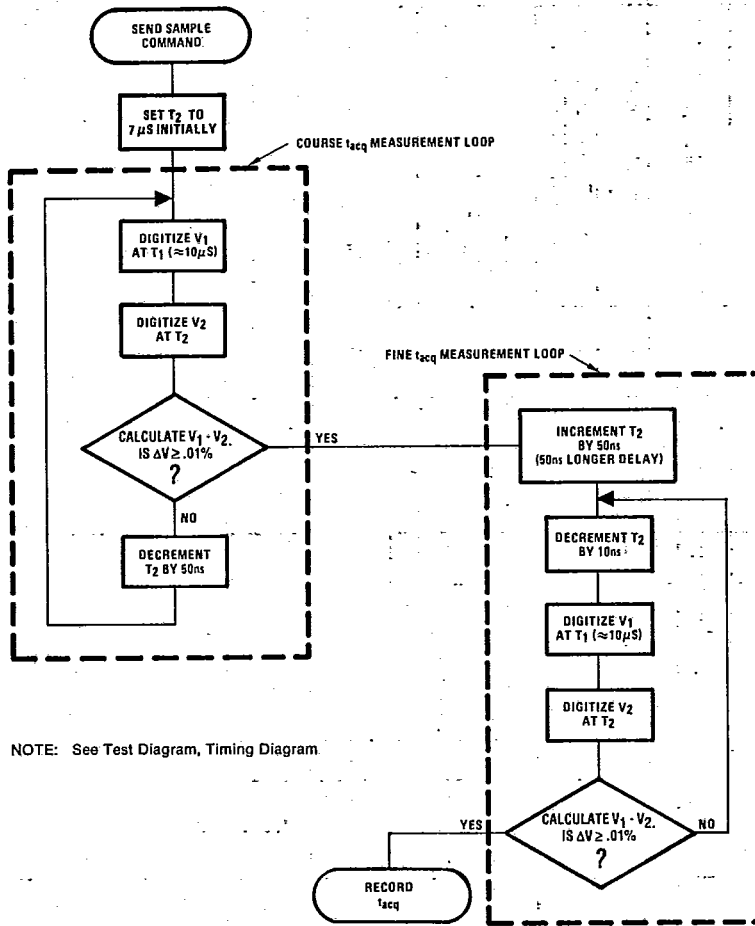 SEND SAMPLE
COMMAND
SET T2 TO
7 μS INITIALLY
COURSE tacq MEASUREMENT LOOP
DIGITIZE V1
AT T1 (≈10μS)
DIGITIZE V2
AT T2
CALCULATE V1 - V2.
IS ΔV ≥ .01%
?
YES
NO
DECREMENT
T2 BY 50ns
FINE tacq MEASUREMENT LOOP
INCREMENT T2
BY 50ns
(50ns LONGER DELAY)
DECREMENT T2
BY 10ns
DIGITIZE V1
AT T1 (≈10μS)
DIGITIZE V2
AT T2
CALCULATE V1 - V2.
IS ΔV ≥ .01%
?
NO
YES
RECORD
tacq
NOTE: See Test Diagram, Timing Diagram